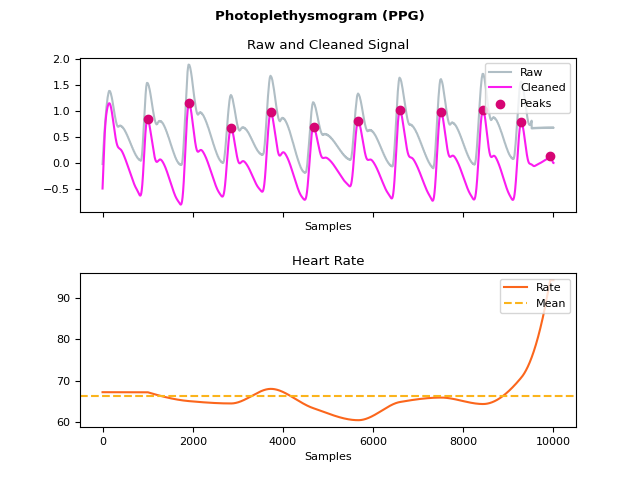 Photoplethysmogram (PPG)
Raw and Cleaned Signal
2.0
1.5
1.0
0.5
0.0
−0.5
Raw
Cleaned
Peaks
Samples
Heart Rate
90
80
70
60
Rate
Mean
0 2000 4000 6000 8000 10000
Samples